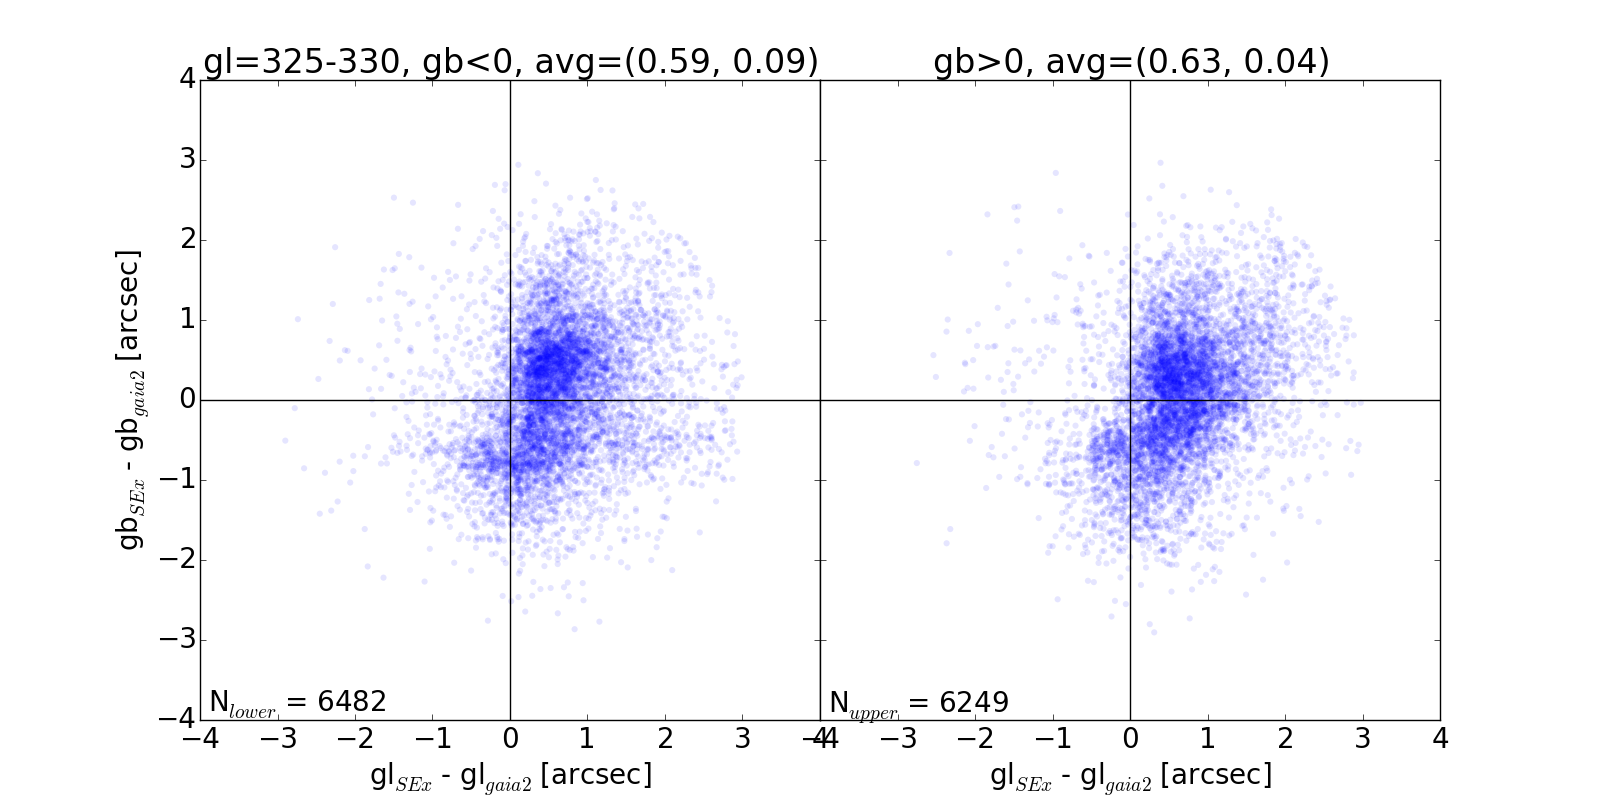 gl=325-330, gb<0, avg=(0.59, 0.09)
gb>0, avg=(0.63, 0.04)
4
3
2
1
0
−1
−2
−3
−4
gb_SEx - gb_gaia2 [arcsec]
N_lower = 6482
N_upper = 6249
−4 −3 −2 −1 0 1 2 3 4
−4 −3 −2 −1 0 1 2 3 4
gl_SEx - gl_gaia2 [arcsec]
gl_SEx - gl_gaia2 [arcsec]